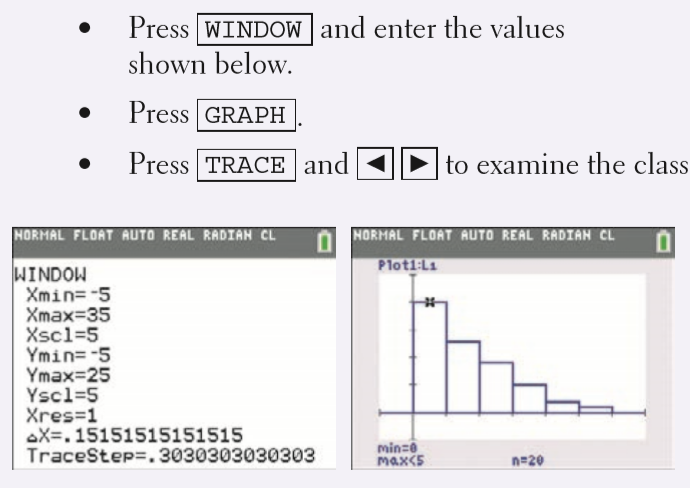 • Press WINDOW and enter the values
shown below.
• Press GRAPH.
• Press TRACE and ◄ ► to examine the class
NORMAL FLOAT AUTO REAL RADIAN CL
WINDOW
Xmin=-5
Xmax=35
Xscl=5
Ymin=-5
Ymax=25
Yscl=5
Xres=1
△X=.15151515151515
TraceStep=.3030303030303
NORMAL FLOAT AUTO REAL RADIAN CL
Plot1:L1
min=0
max<5 n=20